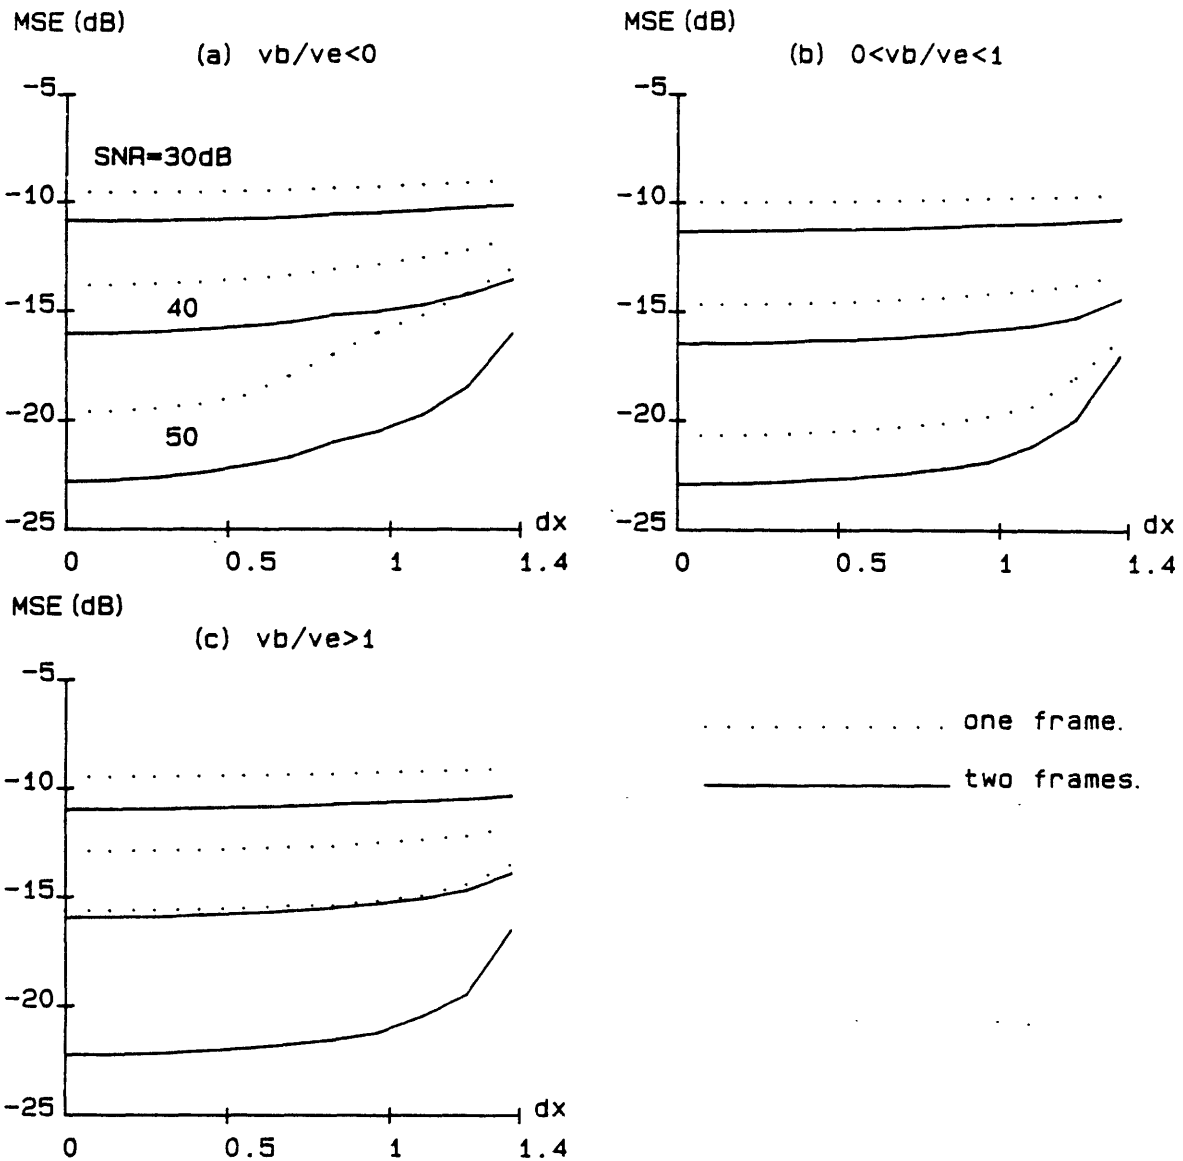 MSE (dB)
(a) vb/ve<0
-5
SNR=30dB
-10
40
-15
-20
50
-25
dx
0 0.5 1 1.4
MSE (dB)
(b) 0<vb/ve<1
-5
-10
-15
-20
-25
dx
0 0.5 1 1.4
MSE (dB)
(c) vb/ve>1
-5
-10
-15
-20
-25
dx
0 0.5 1 1.4
one frame.
two frames.